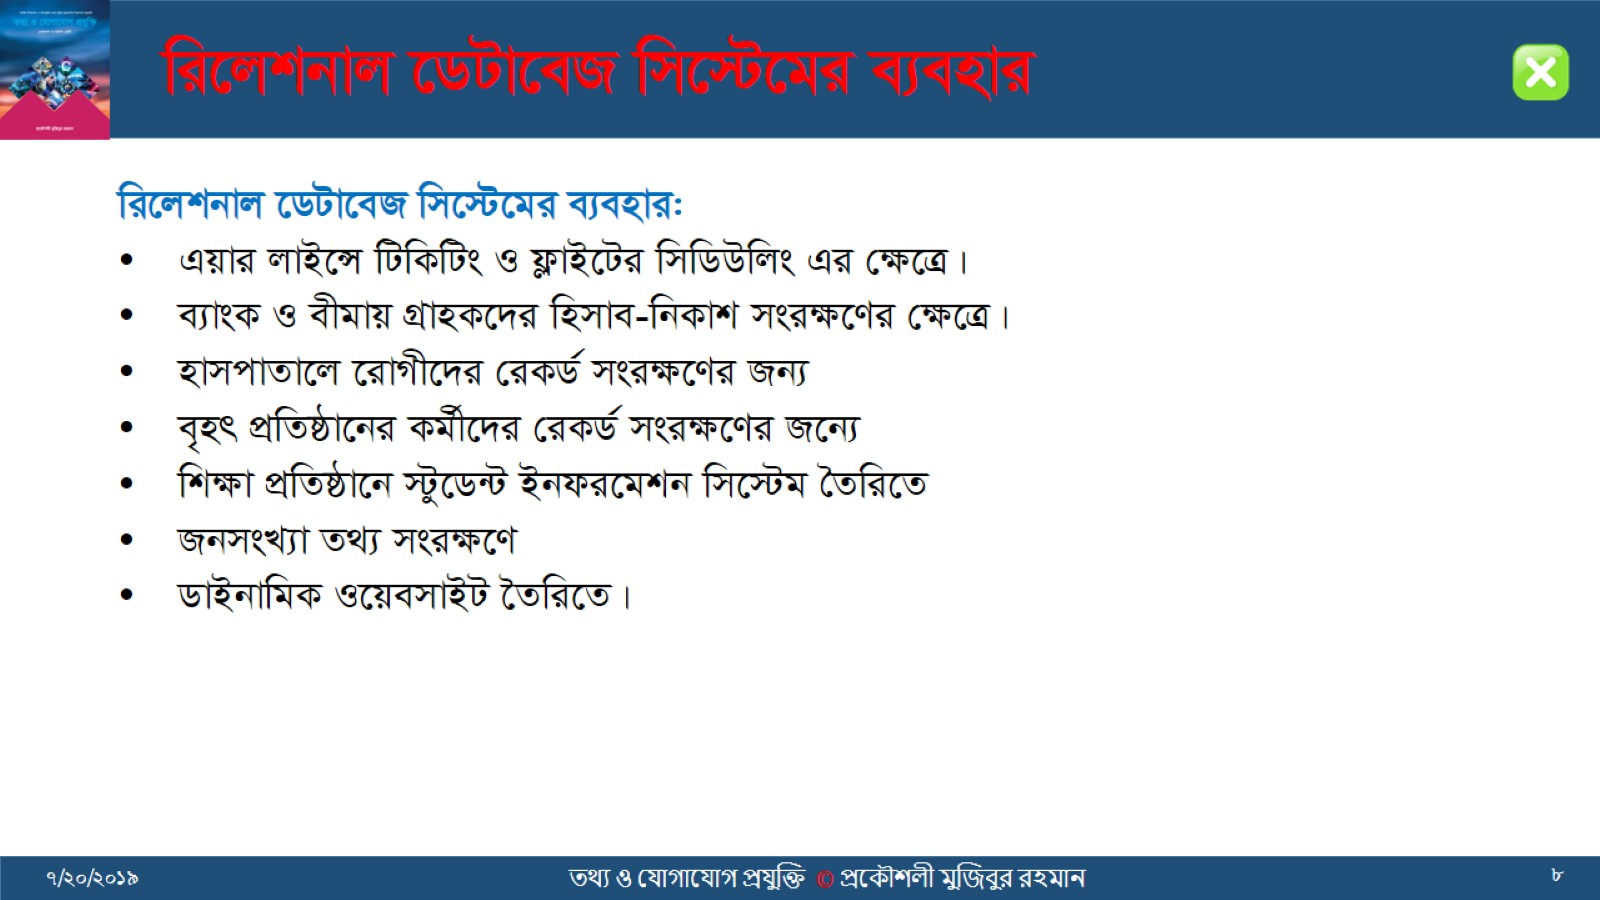 তথ্য ও যোগাযোগ প্রযুক্তি
রিলেশনাল ডেটাবেজ সিস্টেমের ব্যবহার
রিলেশনাল ডেটাবেজ সিস্টেমের ব্যবহার:
• এয়ার লাইন্সে টিকিটিং ও ফ্লাইটের সিডিউলিং এর ক্ষেত্রে।
• ব্যাংক ও বীমায় গ্রাহকদের হিসাব-নিকাশ সংরক্ষণের ক্ষেত্রে।
• হাসপাতালে রোগীদের রেকর্ড সংরক্ষণের জন্য
• বৃহৎ প্রতিষ্ঠানের কর্মীদের রেকর্ড সংরক্ষণের জন্যে
• শিক্ষা প্রতিষ্ঠানে স্টুডেন্ট ইনফরমেশন সিস্টেম তৈরিতে
• জনসংখ্যা তথ্য সংরক্ষণে
• ডাইনামিক ওয়েবসাইট তৈরিতে।
৭/২০/২০১৯
তথ্য ও যোগাযোগ প্রযুক্তি © প্রকৌশলী মুজিবুর রহমান
৮